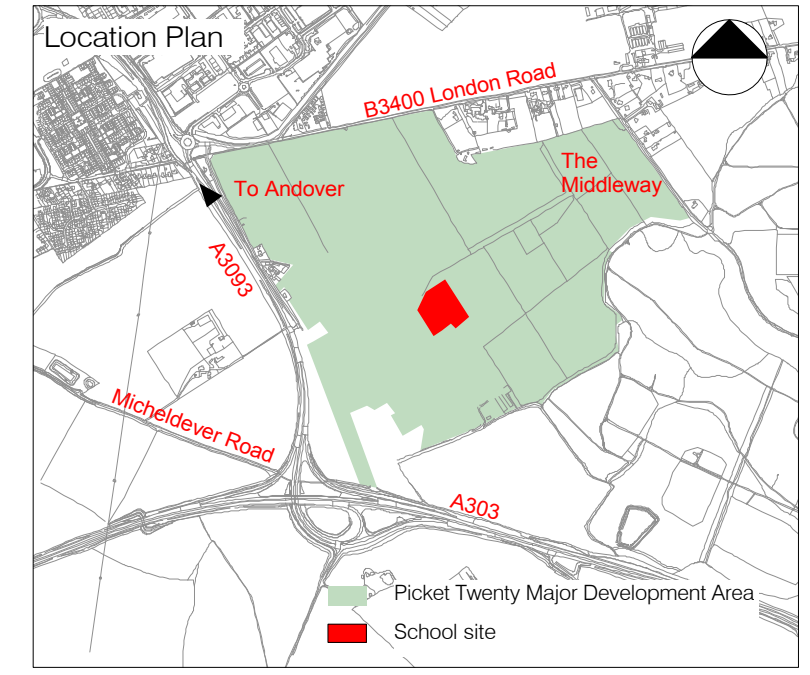 Location Plan
B3400 London Road
The
Middleway
To Andover
A3093
Micheldever Road
A303
Picket Twenty Major Development Area
School site